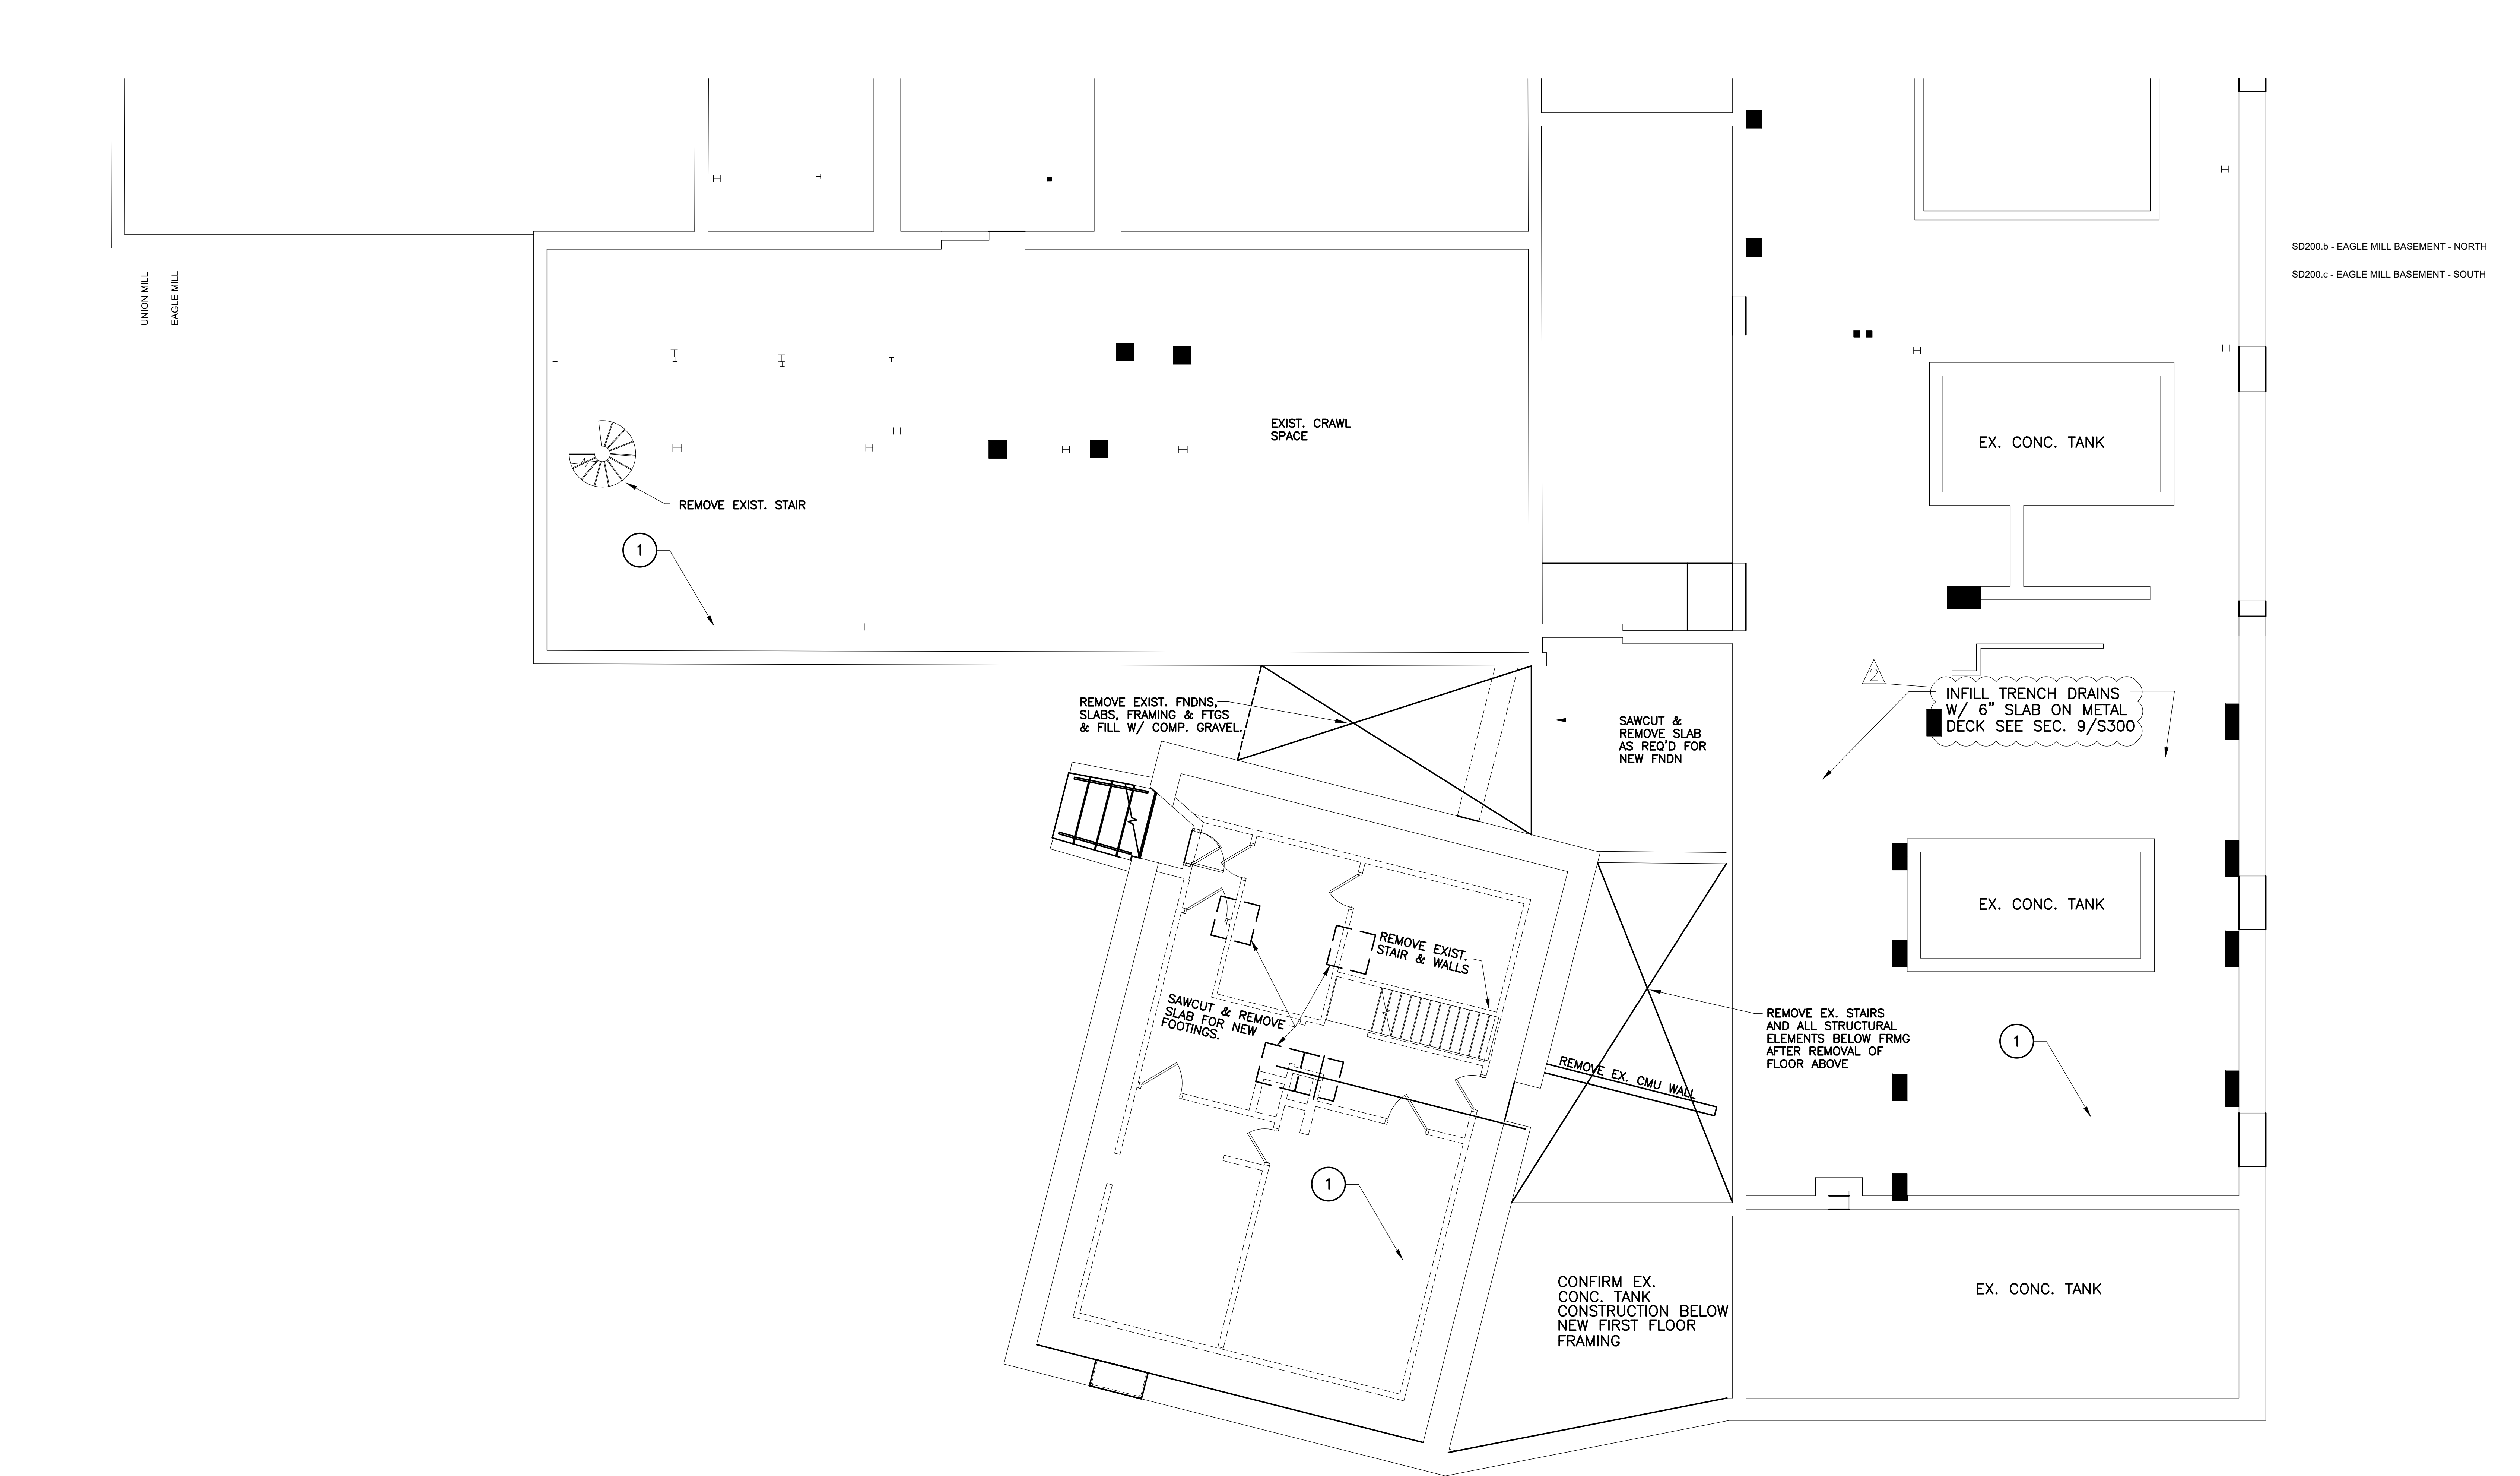 SD200.b - EAGLE MILL BASEMENT - NORTH
SD200.c - EAGLE MILL BASEMENT - SOUTH
UNION MILL
EAGLE MILL
EXIST. CRAWL
SPACE
EX. CONC. TANK
REMOVE EXIST. STAIR
1
REMOVE EXIST. FNDNS,
SLABS, FRAMING & FTGS
& FILL W/ COMP. GRAVEL.
SAWCUT &
REMOVE SLAB
AS REQ'D FOR
NEW FNDN
2
INFILL TRENCH DRAINS
W/ 6" SLAB ON METAL
DECK SEE SEC. 9/S300
EX. CONC. TANK
REMOVE EXIST.
STAIR & WALLS
SAWCUT & REMOVE
SLAB FOR NEW
FOOTINGS.
REMOVE EX. STAIRS
AND ALL STRUCTURAL
ELEMENTS BELOW FRMG
AFTER REMOVAL OF
FLOOR ABOVE
1
REMOVE EX. CMU WALL
1
CONFIRM EX.
CONC. TANK
CONSTRUCTION BELOW
NEW FIRST FLOOR
FRAMING
EX. CONC. TANK